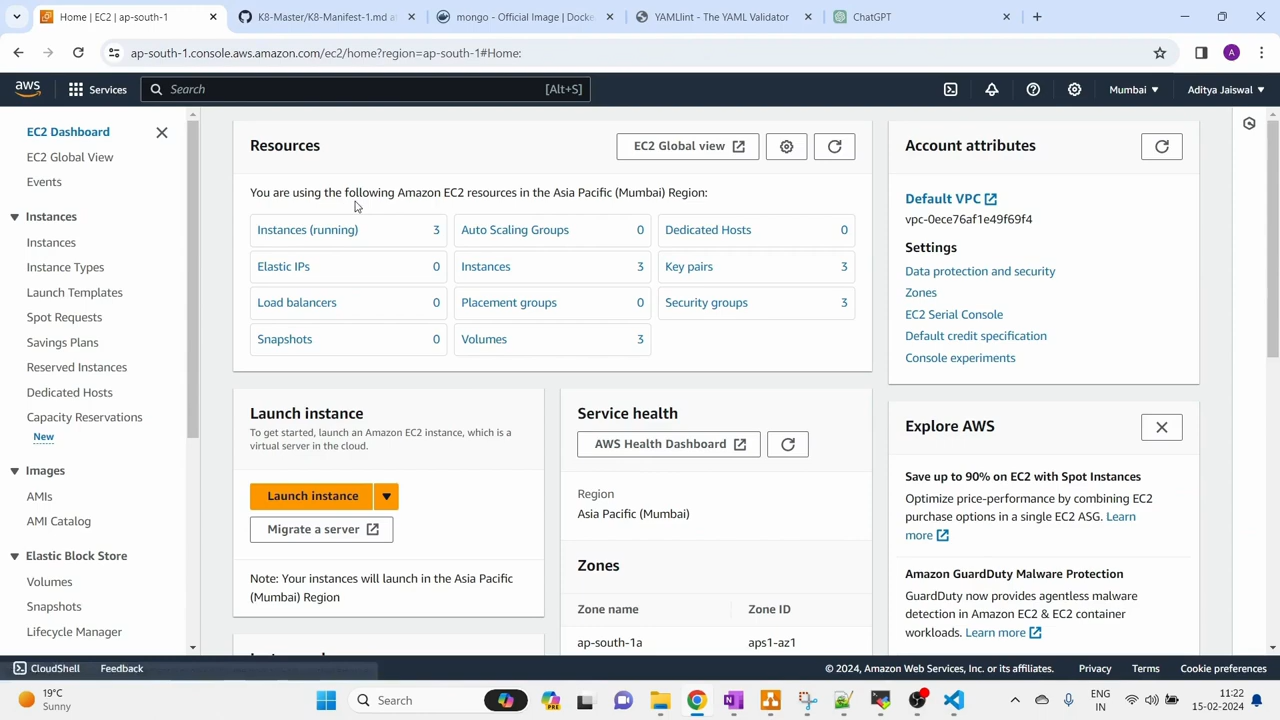 Home | EC2 | ap-south-1
K8-Master/K8-Manifest-1.md a
mongo - Official Image | Docke
YAMLlint - The YAML Validator
ChatGPT
ap-south-1.console.aws.amazon.com/ec2/home?region=ap-south-1#Home:
A
aws
Services
Search
[Alt+S]
Mumbai
Aditya Jaiswal
EC2 Dashboard
EC2 Global View
Events
Instances
Instances
Instance Types
Launch Templates
Spot Requests
Savings Plans
Reserved Instances
Dedicated Hosts
Capacity Reservations
New
Images
AMIs
AMI Catalog
Elastic Block Store
Volumes
Snapshots
Lifecycle Manager
Resources
EC2 Global view
You are using the following Amazon EC2 resources in the Asia Pacific (Mumbai) Region:
Instances (running) 3
Auto Scaling Groups 0
Dedicated Hosts 0
Elastic IPs 0
Instances 3
Key pairs 3
Load balancers 0
Placement groups 0
Security groups 3
Snapshots 0
Volumes 3
Launch instance
To get started, launch an Amazon EC2 instance, which is a
virtual server in the cloud.
Launch instance
Migrate a server
Note: Your instances will launch in the Asia Pacific
(Mumbai) Region
Service health
AWS Health Dashboard
Region
Asia Pacific (Mumbai)
Zones
Zone name
Zone ID
ap-south-1a
aps1-az1
Account attributes
Default VPC
vpc-0ece76af1e49f69f4
Settings
Data protection and security
Zones
EC2 Serial Console
Default credit specification
Console experiments
Explore AWS
Save up to 90% on EC2 with Spot Instances
Optimize price-performance by combining EC2
purchase options in a single EC2 ASG. Learn
more
Amazon GuardDuty Malware Protection
GuardDuty now provides agentless malware
detection in Amazon EC2 & EC2 container
workloads. Learn more
CloudShell
Feedback
© 2024, Amazon Web Services, Inc. or its affiliates.
Privacy
Terms
Cookie preferences
19°C
Sunny
Search
ENG
IN
11:22
15-02-2024